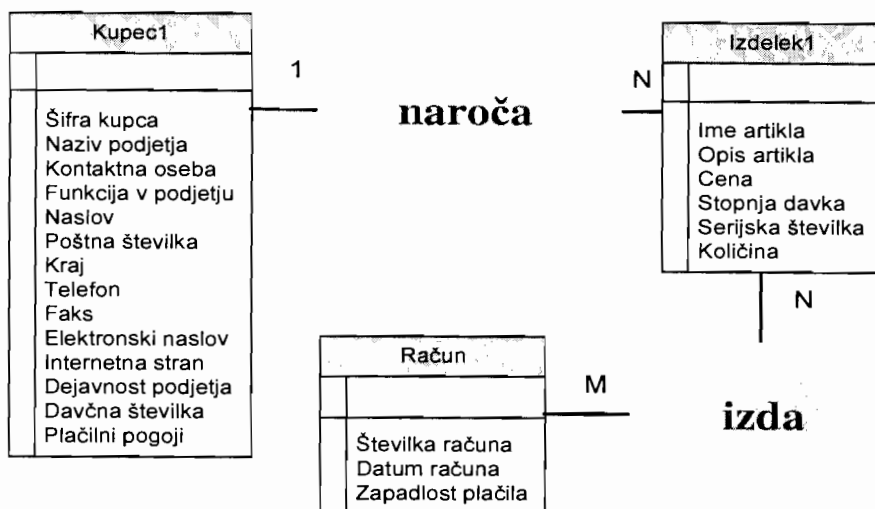 Kupec1
Šifra kupca
Naziv podjetja
Kontaktna oseba
Funkcija v podjetju
Naslov
Poštna številka
Kraj
Telefon
Faks
Elektronski naslov
Internetna stran
Dejavnost podjetja
Davčna številka
Plačilni pogoji
1
naroča
N
Izdelek1
Ime artikla
Opis artikla
Cena
Stopnja davka
Serijska številka
Količina
N
izda
M
Račun
Številka računa
Datum računa
Zapadlost plačila